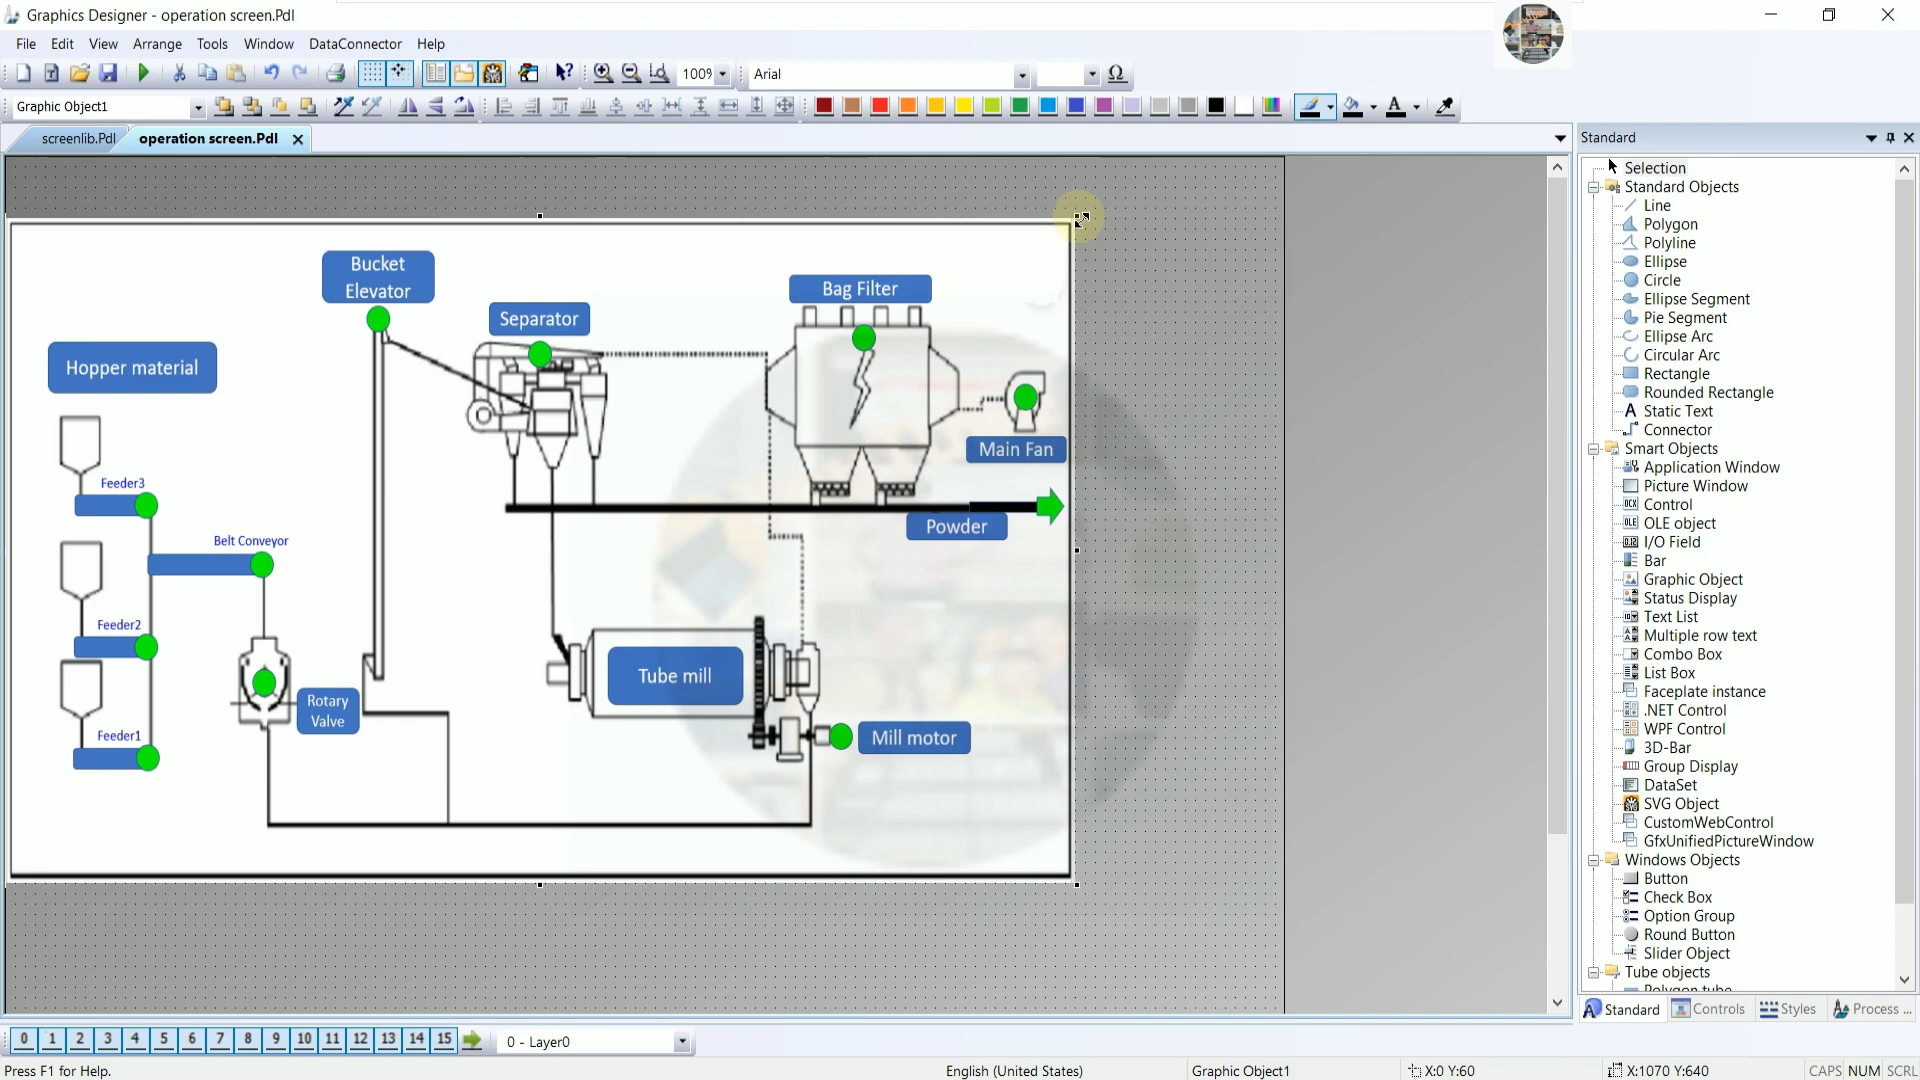 Graphics Designer - operation screen.Pdl
File Edit View Arrange Tools Window DataConnector Help
100% Arial Ω
Graphic Object1
screenlib.Pdl operation screen.Pdl
Bucket
Elevator
Bag Filter
Separator
Hopper material
Main Fan
Feeder3
Powder
Belt Conveyor
Feeder2
Tube mill
Rotary
Valve
Feeder1
Mill motor
Standard
Selection
Standard Objects
Line
Polygon
Polyline
Ellipse
Circle
Ellipse Segment
Pie Segment
Ellipse Arc
Circular Arc
Rectangle
Rounded Rectangle
A Static Text
Connector
Smart Objects
Application Window
Picture Window
OCX Control
OLE OLE object
0.12 I/O Field
Bar
Graphic Object
Status Display
Text List
Multiple row text
Combo Box
List Box
Faceplate instance
.NET Control
WPF Control
3D-Bar
Group Display
DataSet
SVG Object
CustomWebControl
GfxUnifiedPictureWindow
Windows Objects
Button
Check Box
Option Group
Round Button
Slider Object
Tube objects
Polygon tube
Standard Controls Styles Process ...
0 1 2 3 4 5 6 7 8 9 10 11 12 13 14 15 0 - Layer0
Press F1 for Help. English (United States) Graphic Object1 X:0 Y:60 X:1070 Y:640 CAPS NUM SCRL